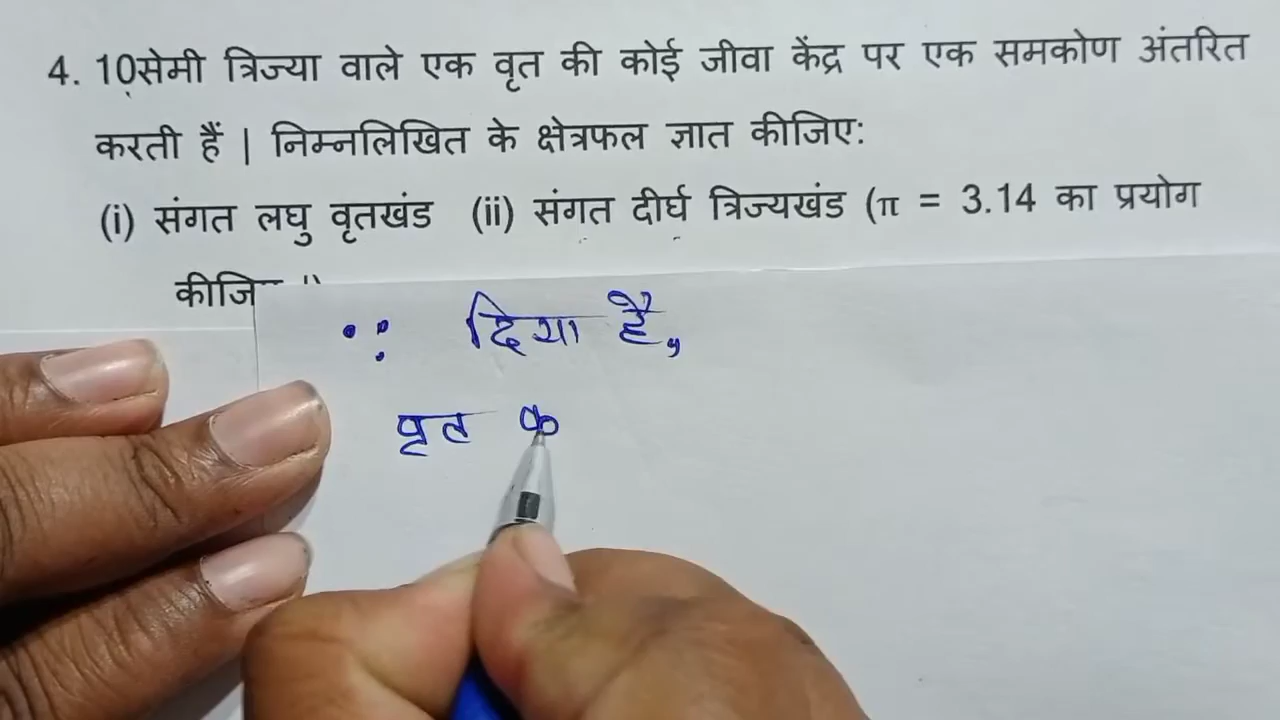 4. 10सेमी त्रिज्या वाले एक वृत की कोई जीवा केंद्र पर एक समकोण अंतरित
करती हैं | निम्नलिखित के क्षेत्रफल ज्ञात कीजिए:
(i) संगत लघु वृतखंड (ii) संगत दीर्घ त्रिज्यखंड (π = 3.14 का प्रयोग
∵ दिया है,
वृत क